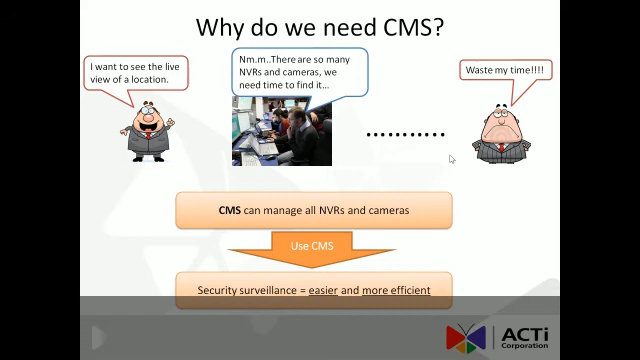 Why do we need CMS?
I want to see the live
view of a location.
Nm.m..There are so many
NVRs and cameras, we
need time to find it...
Waste my time!!!!
...........
CMS can manage all NVRs and cameras
Use CMS
Security surveillance = easier and more efficient
ACTi
Corporation